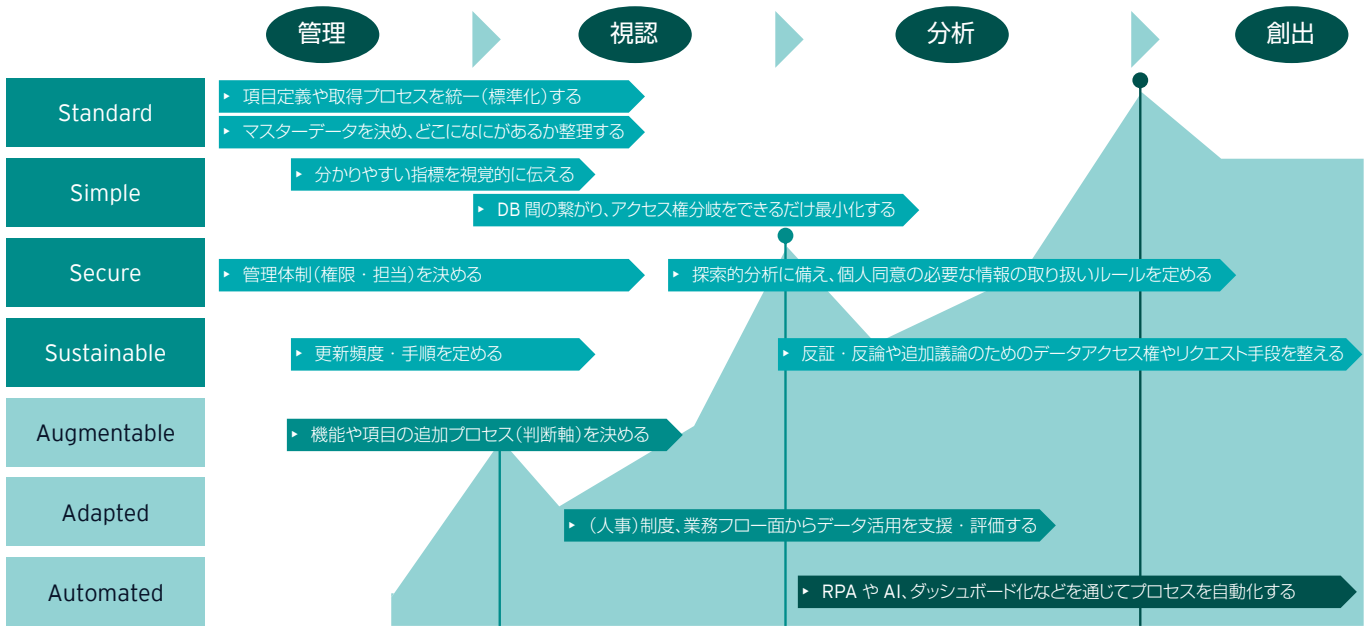 管理
視認
分析
創出
Standard
項目定義や取得プロセスを統一(標準化)する
マスターデータを決め、どこになにがあるか整理する
Simple
分かりやすい指標を視覚的に伝える
DB 間の繋がり、アクセス権分岐をできるだけ最小化する
Secure
管理体制(権限・担当)を決める
探索的分析に備え、個人同意の必要な情報の取り扱いルールを定める
Sustainable
更新頻度・手順を定める
反証・反論や追加議論のためのデータアクセス権やリクエスト手段を整える
Augmentable
機能や項目の追加プロセス(判断軸)を決める
Adapted
(人事)制度、業務フロー面からデータ活用を支援・評価する
Automated
RPA や AI、ダッシュボード化などを通じてプロセスを自動化する